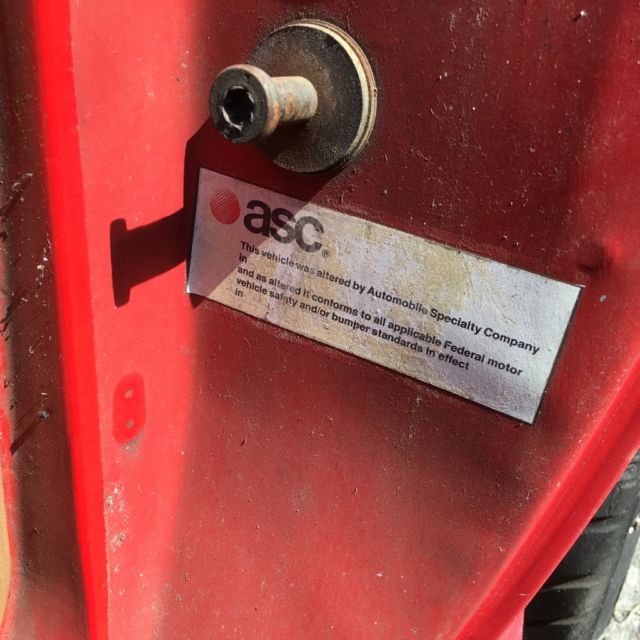 asc®
This vehicle was altered by Automobile Specialty Company
in
and as altered it conforms to all applicable Federal motor
vehicle safety and/or bumper standards in effect
in